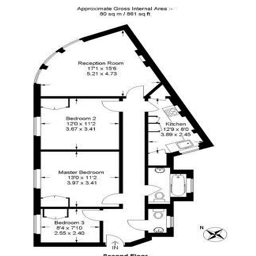 Approximate Gross Internal Area :-
80 sq m / 861 sq ft
Reception Room
17'1 x 15'6
5.21 x 4.73
Kitchen
12'9 x 8'0
3.89 x 2.45
Bedroom 2
12'0 x 11'2
3.67 x 3.41
Master Bedroom
13'0 x 11'2
3.97 x 3.41
Bedroom 3
8'4 x 7'10
2.55 x 2.40
IN
N
Second Floor